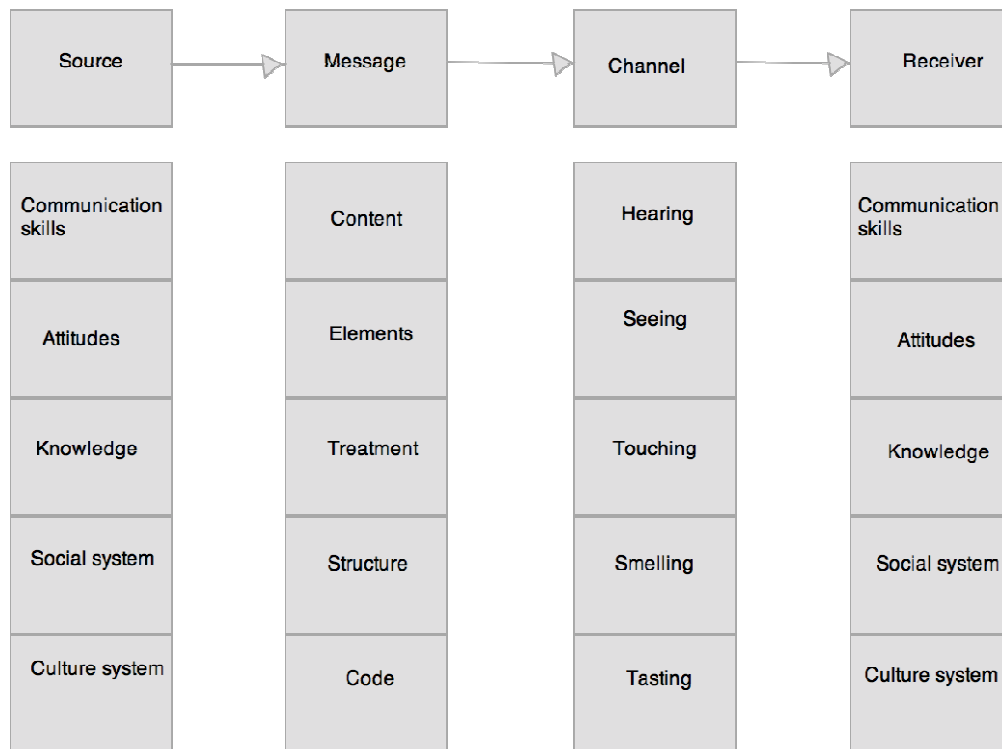 Source
Message
Channel
Receiver
Communication
skills
Content
Hearing
Communication
skills
Attitudes
Elements
Seeing
Attitudes
Knowledge
Treatment
Touching
Knowledge
Social system
Structure
Smelling
Social system
Culture system
Code
Tasting
Culture system